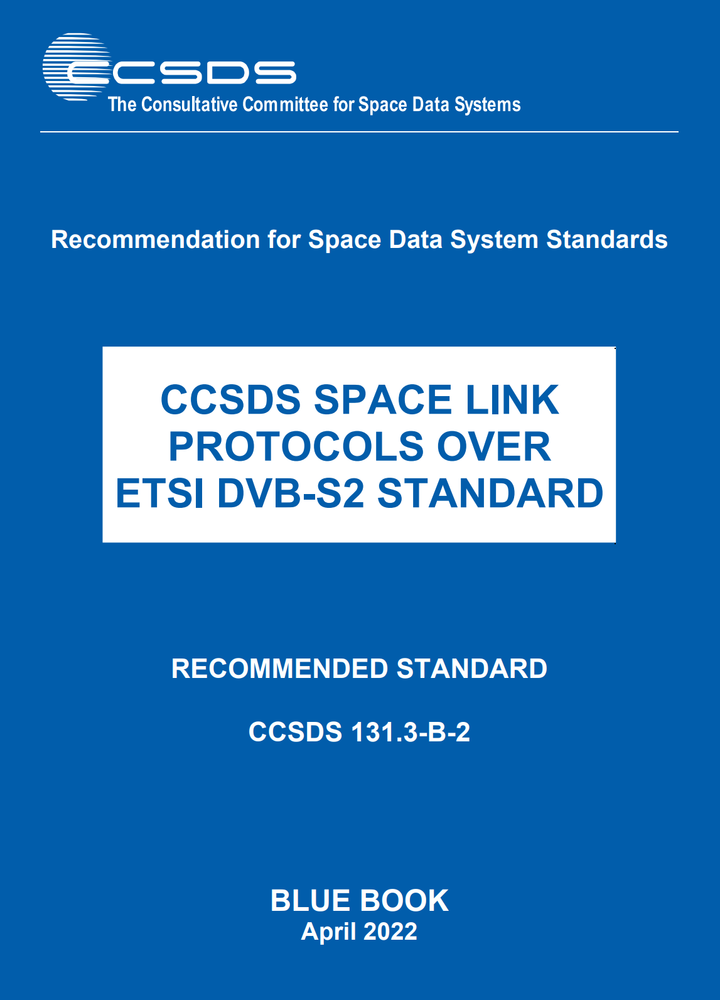 CCSDS
The Consultative Committee for Space Data Systems
Recommendation for Space Data System Standards
CCSDS SPACE LINK
PROTOCOLS OVER
ETSI DVB-S2 STANDARD
RECOMMENDED STANDARD
CCSDS 131.3-B-2
BLUE BOOK
April 2022